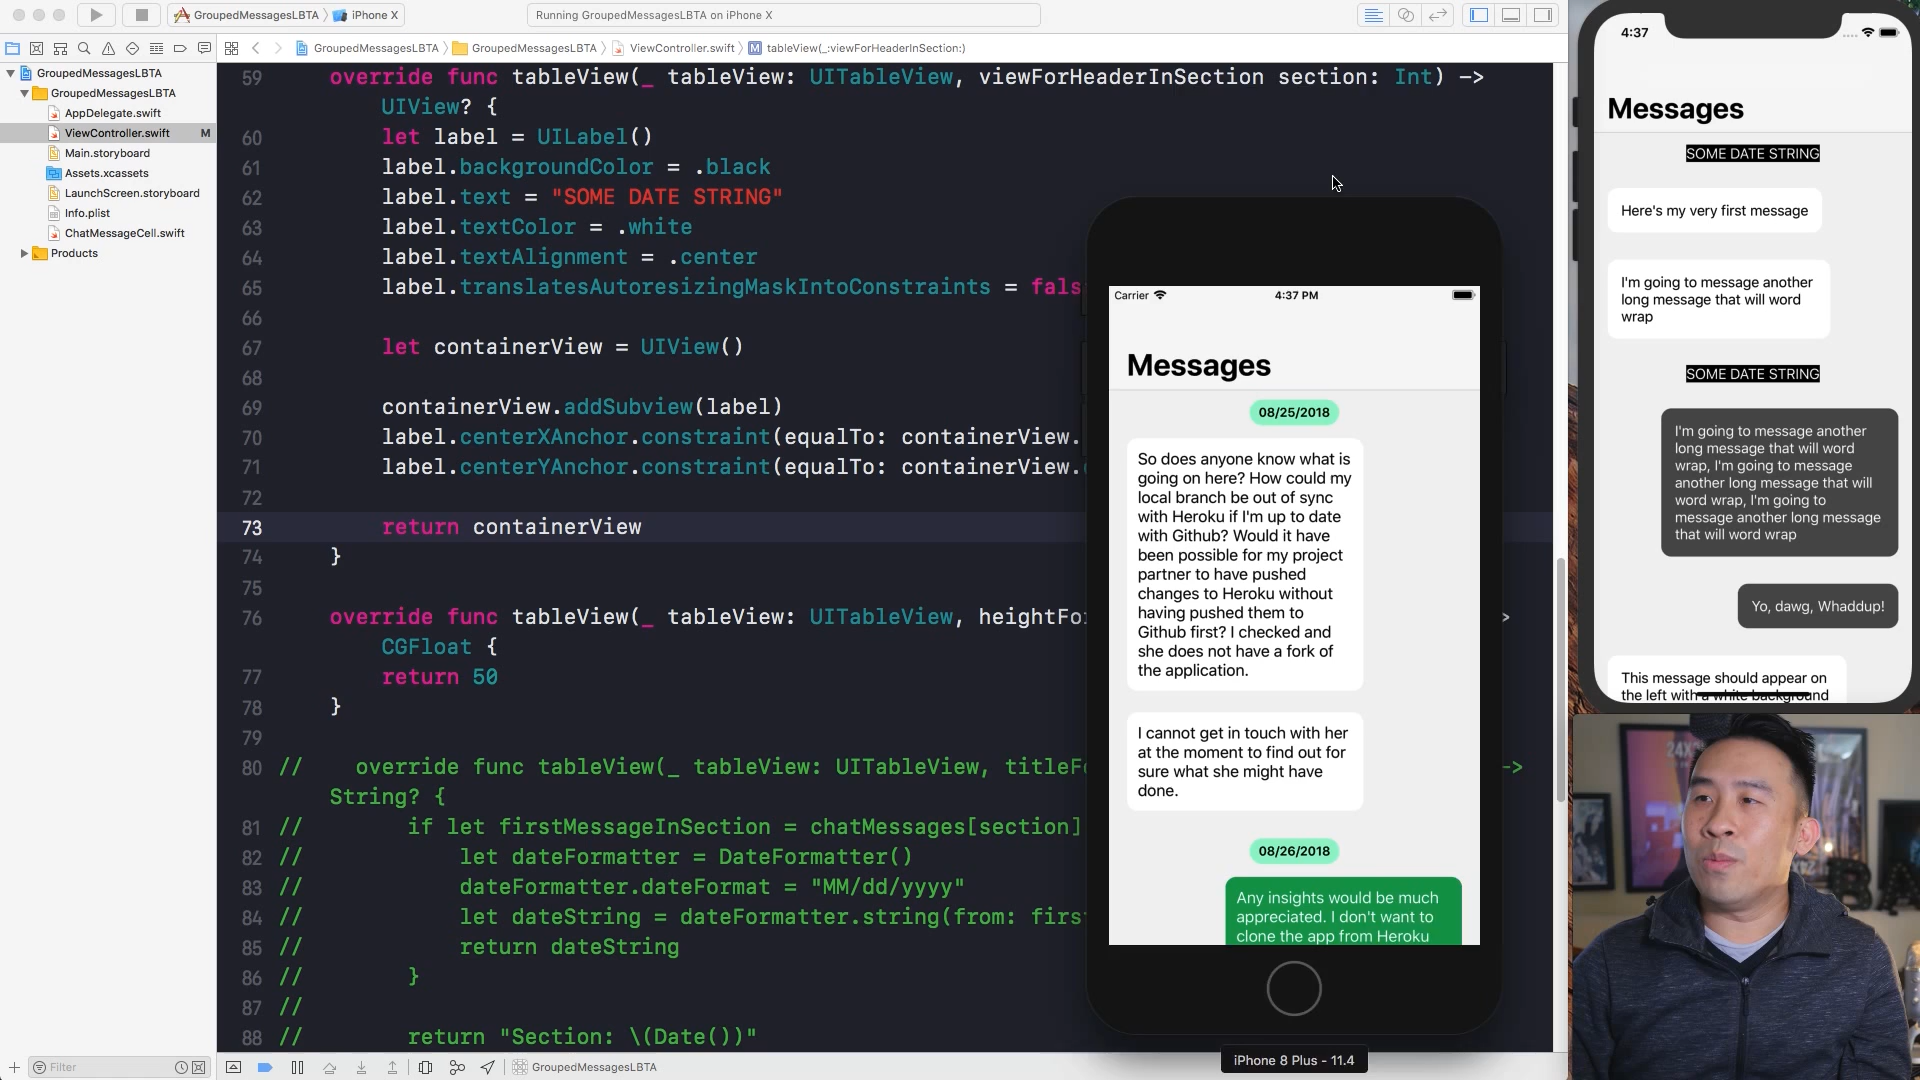 GroupedMessagesLBTA
iPhone X
Running GroupedMessagesLBTA on iPhone X
GroupedMessagesLBTA
GroupedMessagesLBTA
ViewController.swift
M
tableView(_:viewForHeaderInSection:)
GroupedMessagesLBTA
GroupedMessagesLBTA
AppDelegate.swift
ViewController.swift
M
Main.storyboard
Assets.xcassets
LaunchScreen.storyboard
Info.plist
ChatMessageCell.swift
Products
59 override func tableView(_ tableView: UITableView, viewForHeaderInSection section: Int) ->
UIView? {
60 let label = UILabel()
61 label.backgroundColor = .black
62 label.text = "SOME DATE STRING"
63 label.textColor = .white
64 label.textAlignment = .center
65 label.translatesAutoresizingMaskIntoConstraints = fals
66
67 let containerView = UIView()
68
69 containerView.addSubview(label)
70 label.centerXAnchor.constraint(equalTo: containerView.
71 label.centerYAnchor.constraint(equalTo: containerView.
72
73 return containerView
74 }
75
76 override func tableView(_ tableView: UITableView, heightFo >
CGFloat {
77 return 50
78 }
79
80 // override func tableView(_ tableView: UITableView, titleFo ->
String? {
81 // if let firstMessageInSection = chatMessages[section]
82 // let dateFormatter = DateFormatter()
83 // dateFormatter.dateFormat = "MM/dd/yyyy"
84 // let dateString = dateFormatter.string(from: firs
85 // return dateString
86 // }
87 //
88 // return "Section: \(Date())"
Filter
GroupedMessagesLBTA
Carrier
4:37 PM
Messages
08/25/2018
So does anyone know what is
going on here? How could my
local branch be out of sync
with Heroku if I'm up to date
with Github? Would it have
been possible for my project
partner to have pushed
changes to Heroku without
having pushed them to
Github first? I checked and
she does not have a fork of
the application.
I cannot get in touch with her
at the moment to find out for
sure what she might have
done.
08/26/2018
Any insights would be much
appreciated. I don't want to
clone the app from Heroku
iPhone 8 Plus - 11.4
4:37
Messages
SOME DATE STRING
Here's my very first message
I'm going to message another
long message that will word
wrap
SOME DATE STRING
I'm going to message another
long message that will word
wrap, I'm going to message
another long message that will
word wrap, I'm going to
message another long message
that will word wrap
Yo, dawg, Whaddup!
This message should appear on
the left with a white background